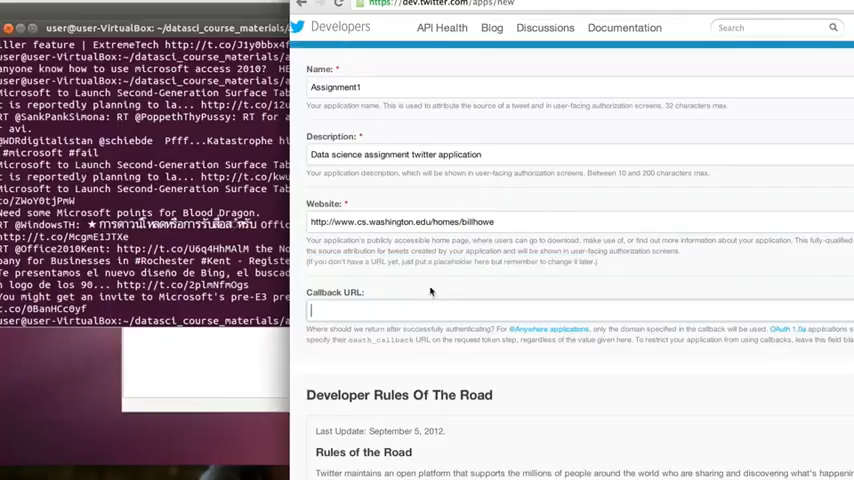 user@user-VirtualBox: ~/datasci_course_materials/
iller feature | ExtremeTech http://t.co/J1y0bbx4f
user@user-VirtualBox:~/datasci_course_materials/a
anyone know how to use microsoft access 2010?  HE
user@user-VirtualBox:~/datasci_course_materials/a
Microsoft to Launch Second-Generation Surface Tab
t is reportedly planning to la... http://t.co/12u
RT @SankPankSimona: RT @PoppethThyPussy: RT for a
avi.
@WDRdigitalistan @schiebde  Pfff...Katastrophe hi
#microsoft #fail
Microsoft to Launch Second-Generation Surface Tab
t is reportedly planning to la... http://t.co/kwu
Microsoft to Launch Second-Generation Surface Tab
co/ZWoY0tjPmW
Need some Microsoft points for Blood Dragon.
RT @WindowsTH: ★ Offic
http://t.co/McgmE1JTXe
RT @Office2010Kent: http://t.co/U6q4HhMAlM the No
pany for Businesses in #Rochester #Kent - Registe
Te presentamos el nuevo diseño de Bing, el buscad
n logo de los 90... http://t.co/2plmNfmOgs
You might get an invite to Microsoft's pre-E3 pre
t.co/0BanHCc0yf
user@user-VirtualBox:~/datasci_course_materials/a
https://dev.twitter.com/apps/new
Developers
API Health
Blog
Discussions
Documentation
Search
Name: *
Assignment1
Your application name. This is used to attribute the source of a tweet and in user-facing authorization screens. 32 characters max.
Description: *
Data science assignment twitter application
Your application description, which will be shown in user-facing authorization screens. Between 10 and 200 characters max.
Website: *
http://www.cs.washington.edu/homes/billhowe
Your application's publicly accessible home page, where users can go to download, make use of, or find out more information about your application. This fully-qualified
the source attribution for tweets created by your application and will be shown in user-facing authorization screens.
(If you don't have a URL yet, just put a placeholder here but remember to change it later.)
Callback URL:
Where should we return after successfully authenticating? For @Anywhere applications, only the domain specified in the callback will be used. OAuth 1.0a applications s
specify their oauth_callback URL on the request token step, regardless of the value given here. To restrict your application from using callbacks, leave this field bla
Developer Rules Of The Road
Last Update: September 5, 2012.
Rules of the Road
Twitter maintains an open platform that supports the millions of people around the world who are sharing and discovering what's happenin